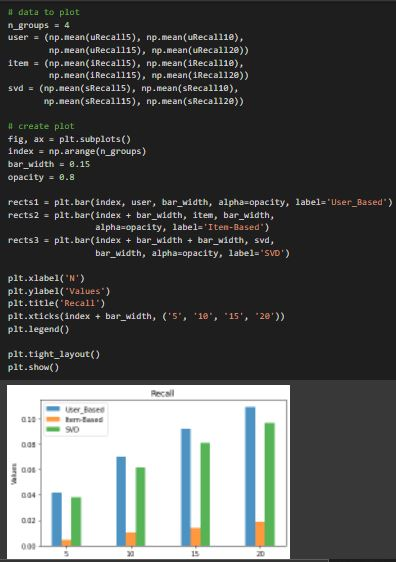 # data to plot
n_groups = 4
user = (np.mean(uRecall5), np.mean(uRecall10),
        np.mean(uRecall15), np.mean(uRecall20))
item = (np.mean(iRecall5), np.mean(iRecall10),
        np.mean(iRecall15), np.mean(iRecall20))
svd = (np.mean(sRecall5), np.mean(sRecall10),
       np.mean(sRecall15), np.mean(sRecall20))
# create plot
fig, ax = plt.subplots()
index = np.arange(n_groups)
bar_width = 0.15
opacity = 0.8
rects1 = plt.bar(index, user, bar_width, alpha=opacity, label='User_Based')
rects2 = plt.bar(index + bar_width, item, bar_width,
                 alpha=opacity, label='Item-Based')
rects3 = plt.bar(index + bar_width + bar_width, svd,
                 bar_width, alpha=opacity, label='SVD')
plt.xlabel('N')
plt.ylabel('Values')
plt.title('Recall')
plt.xticks(index + bar_width, ('5', '10', '15', '20'))
plt.legend()
plt.tight_layout()
plt.show()
Recall
User_Based
Item-Based
SVD
0.10
0.08
0.06
0.04
0.02
0.00
Values
5 10 15 20